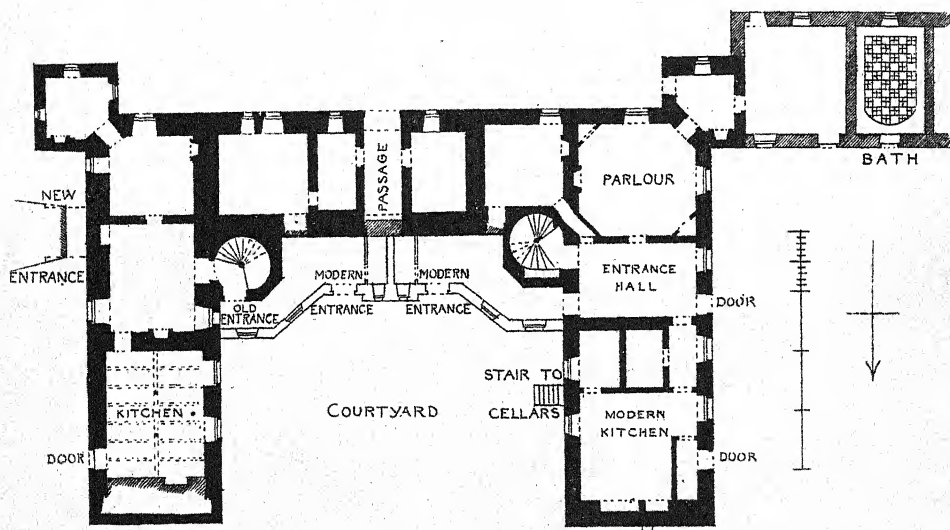 BATH
PASSAGE
PARLOUR
NEW
ENTRANCE
MODERN
ENTRANCE
MODERN
ENTRANCE
OLD
ENTRANCE
ENTRANCE
HALL
DOOR
STAIR TO
CELLARS
COURTYARD
KITCHEN
MODERN
KITCHEN
DOOR
DOOR